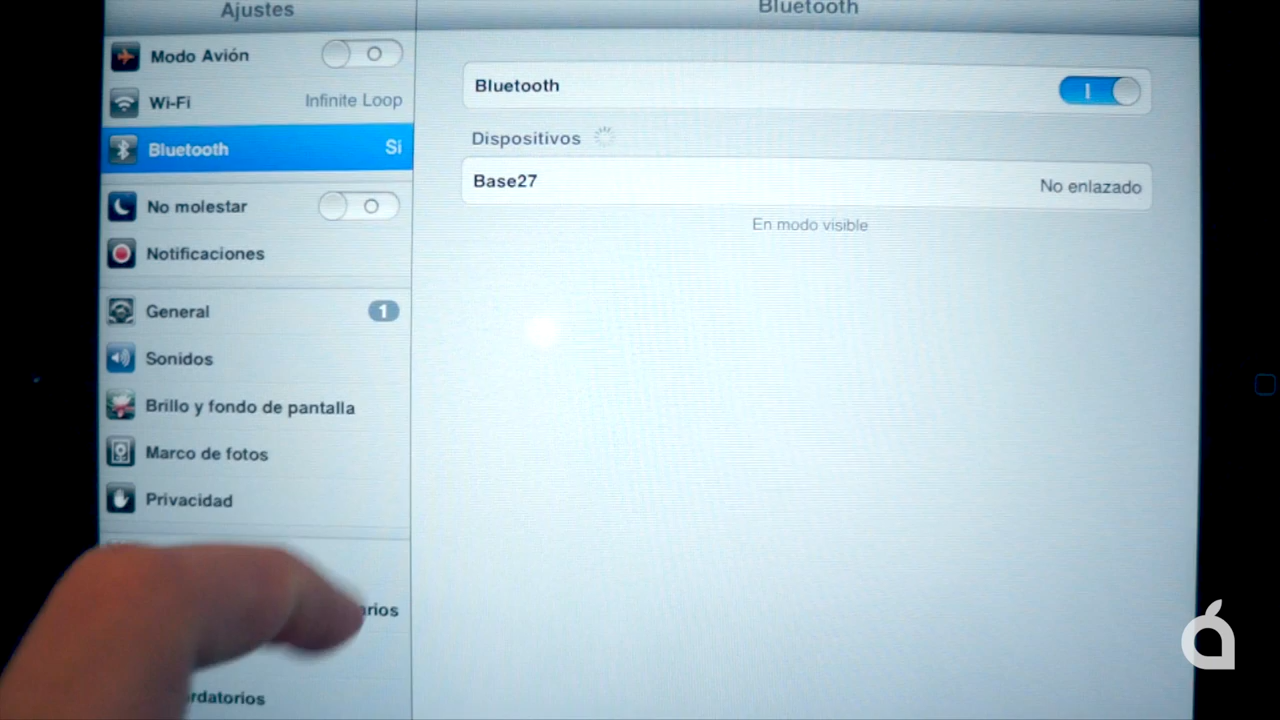 Ajustes
Modo Avión
Wi-Fi Infinite Loop
Bluetooth Sí
No molestar
Notificaciones
General 1
Sonidos
Brillo y fondo de pantalla
Marco de fotos
Privacidad
Bluetooth
Bluetooth
Dispositivos
Base27 No enlazado
En modo visible